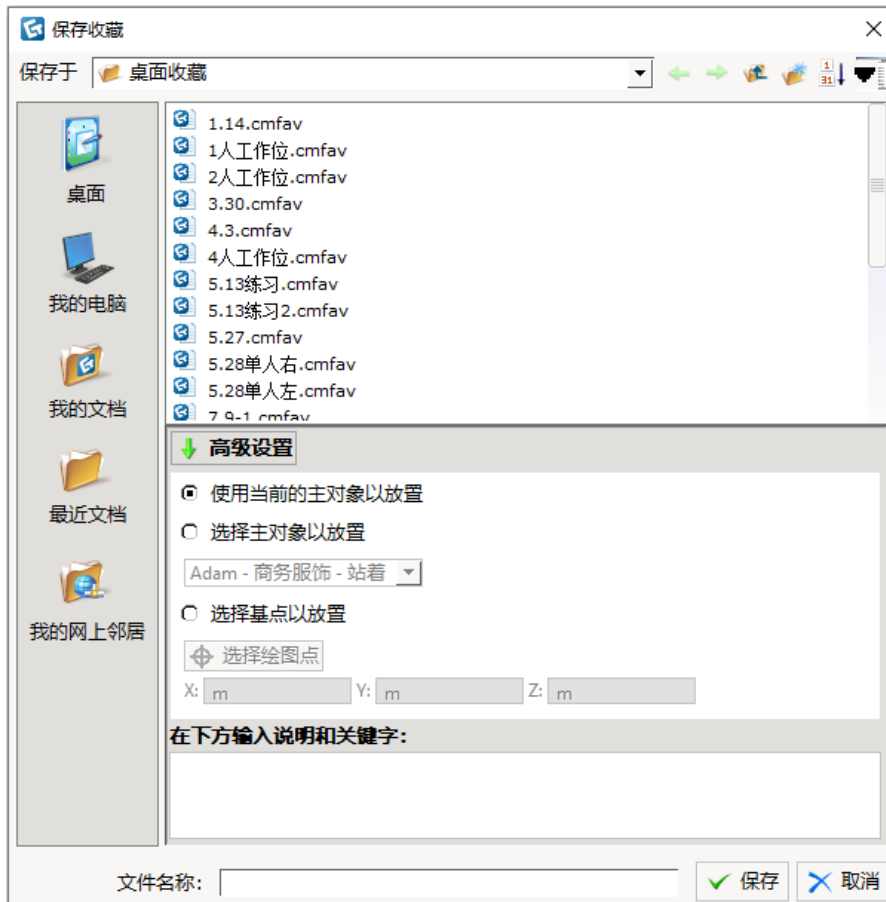 保存收藏
保存于 桌面收藏
1
31
桌面
我的电脑
我的文档
最近文档
我的网上邻居
1.14.cmfav
1人工作位.cmfav
2人工作位.cmfav
3.30.cmfav
4.3.cmfav
4人工作位.cmfav
5.13练习.cmfav
5.13练习2.cmfav
5.27.cmfav
5.28单人右.cmfav
5.28单人左.cmfav
7.9-1.cmfav
高级设置
使用当前的主对象以放置
选择主对象以放置
Adam - 商务服饰 - 站着
选择基点以放置
选择绘图点
X: m Y: m Z: m
在下方输入说明和关键字:
文件名称: 保存 取消